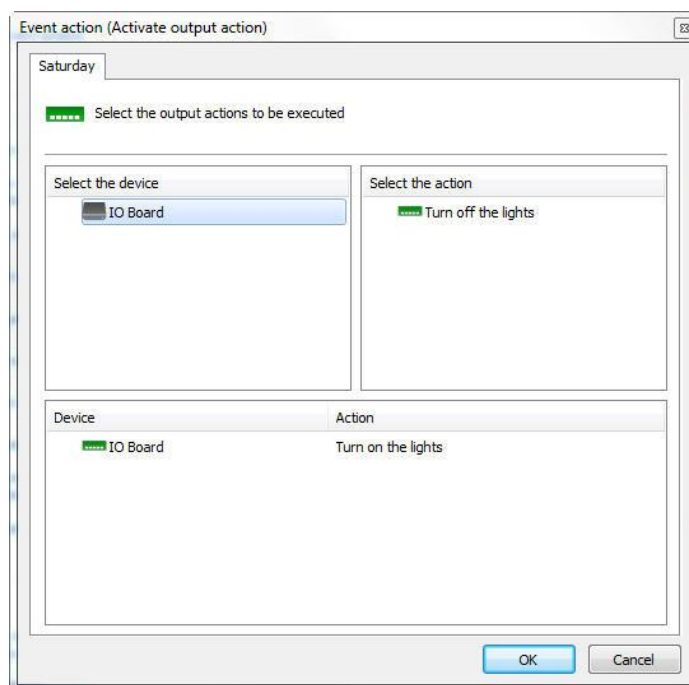 Event action (Activate output action)
Saturday
Select the output actions to be executed
Select the device
IO Board
Select the action
Turn off the lights
Device Action
IO Board Turn on the lights
OK Cancel